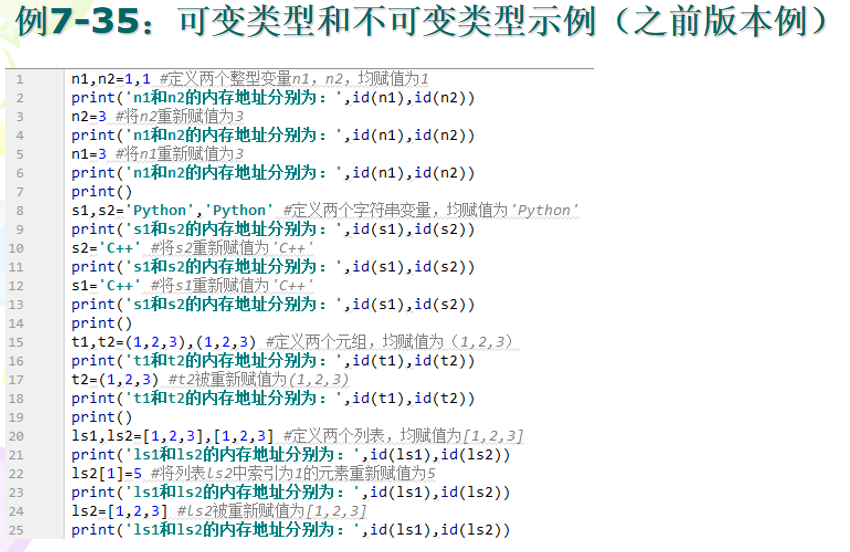 例7-35：可变类型和不可变类型示例（之前版本例）
1 n1,n2=1,1 #定义两个整型变量n1，n2，均赋值为1
2 print('n1和n2的内存地址分别为：',id(n1),id(n2))
3 n2=3 #将n2重新赋值为3
4 print('n1和n2的内存地址分别为：',id(n1),id(n2))
5 n1=3 #将n1重新赋值为3
6 print('n1和n2的内存地址分别为：',id(n1),id(n2))
7 print()
8 s1,s2='Python','Python' #定义两个字符串变量，均赋值为'Python'
9 print('s1和s2的内存地址分别为：',id(s1),id(s2))
10 s2='C++' #将s2重新赋值为'C++'
11 print('s1和s2的内存地址分别为：',id(s1),id(s2))
12 s1='C++' #将s1重新赋值为'C++'
13 print('s1和s2的内存地址分别为：',id(s1),id(s2))
14 print()
15 t1,t2=(1,2,3),(1,2,3) #定义两个元组，均赋值为（1,2,3）
16 print('t1和t2的内存地址分别为：',id(t1),id(t2))
17 t2=(1,2,3) #t2被重新赋值为(1,2,3)
18 print('t1和t2的内存地址分别为：',id(t1),id(t2))
19 print()
20 ls1,ls2=[1,2,3],[1,2,3] #定义两个列表，均赋值为[1,2,3]
21 print('ls1和ls2的内存地址分别为：',id(ls1),id(ls2))
22 ls2[1]=5 #将列表ls2中索引为1的元素重新赋值为5
23 print('ls1和ls2的内存地址分别为：',id(ls1),id(ls2))
24 ls2=[1,2,3] #ls2被重新赋值为[1,2,3]
25 print('ls1和ls2的内存地址分别为：',id(ls1),id(ls2))